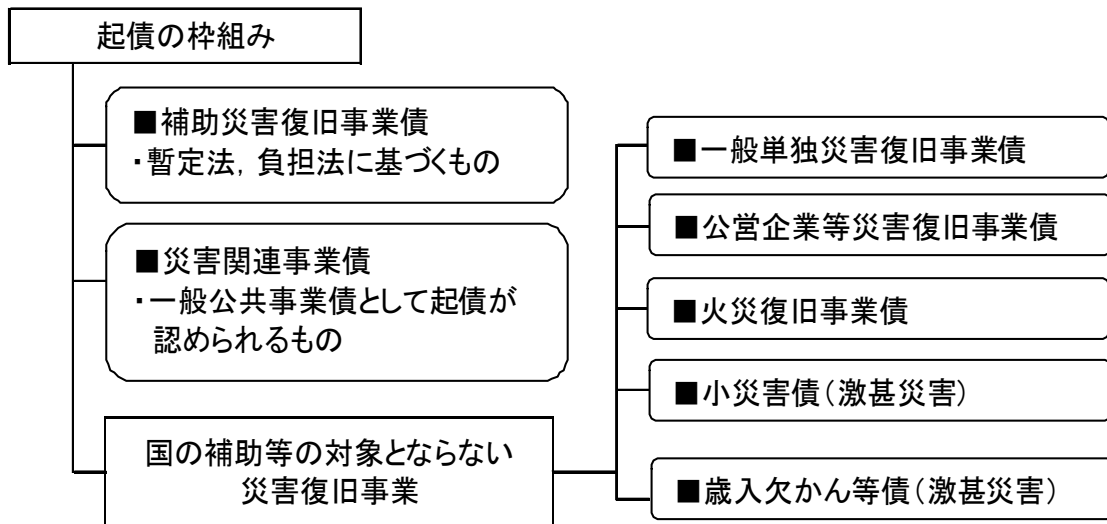 起債の枠組み
■補助災害復旧事業債
・暫定法，負担法に基づくもの
■災害関連事業債
・一般公共事業債として起債が
認められるもの
国の補助等の対象とならない
災害復旧事業
■一般単独災害復旧事業債
■公営企業等災害復旧事業債
■火災復旧事業債
■小災害債（激甚災害）
■歳入欠かん等債（激甚災害）